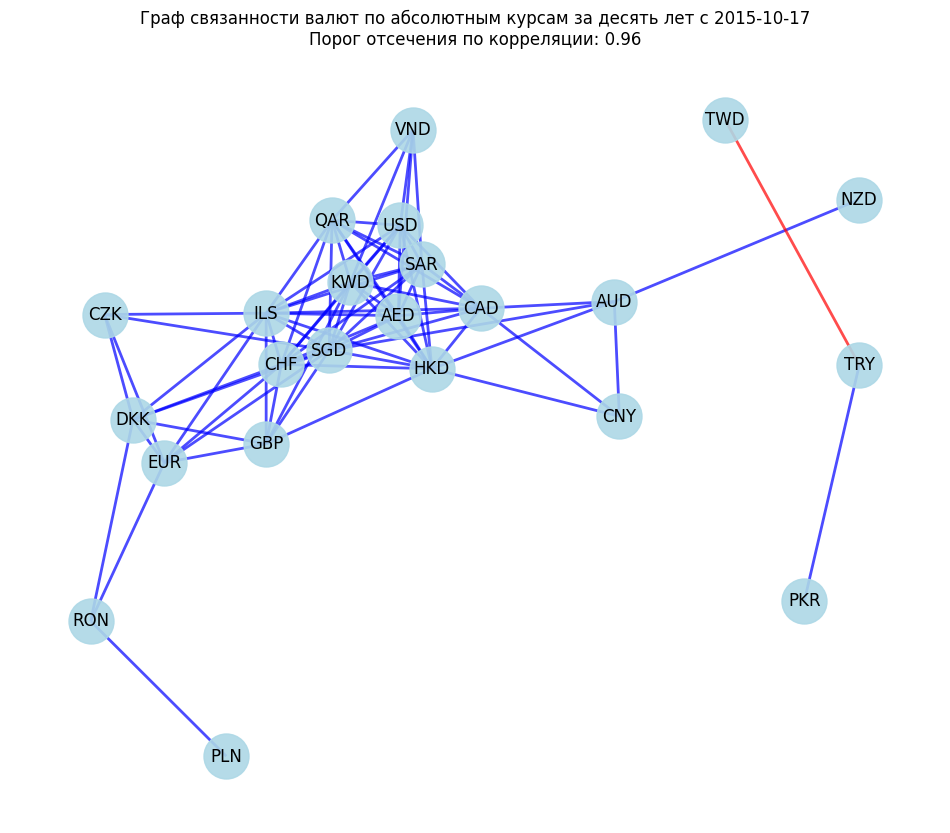 Граф связанности валют по абсолютным курсам за десять лет с 2015-10-17
Порог отсечения по корреляции: 0.96
TWD
VND
NZD
QAR
USD
SAR
KWD
AUD
CAD
ILS
CZK
AED
SGD
CHF
HKD
TRY
CNY
DKK
GBP
EUR
PKR
RON
PLN